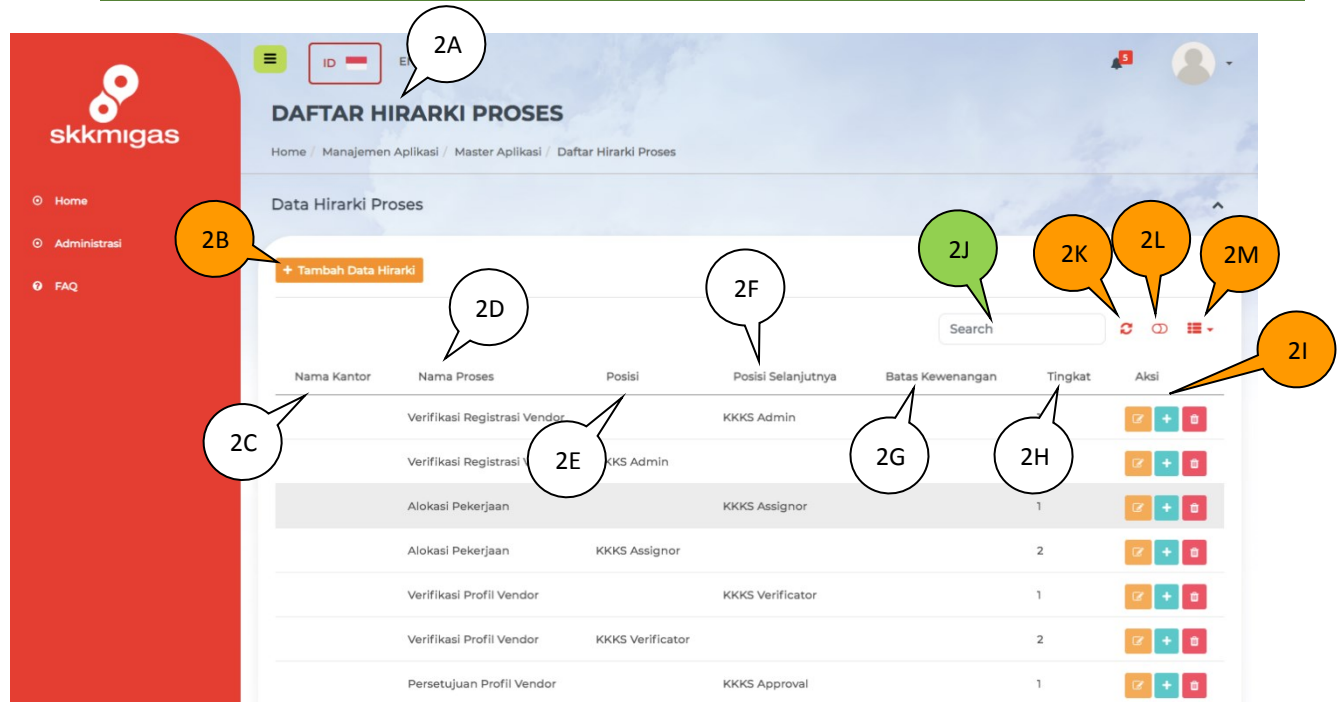 2A
ID
5
skkmigas
DAFTAR HIRARKI PROSES
Home / Manajemen Aplikasi / Master Aplikasi / Daftar Hirarki Proses
Home
Administrasi
FAQ
Data Hirarki Proses
2B
2J
2K
2L
2M
+ Tambah Data Hirarki
2D
2F
Search
2I
Nama Kantor Nama Proses Posisi Posisi Selanjutnya Batas Kewenangan Tingkat Aksi
Verifikasi Registrasi Vendor KKKS Admin
2C
2E
2G
2H
Verifikasi Registrasi Admin
Alokasi Pekerjaan KKKS Assignor 1
Alokasi Pekerjaan KKKS Assignor 2
Verifikasi Profil Vendor KKKS Verificator 1
Verifikasi Profil Vendor KKKS Verificator 2
Persetujuan Profil Vendor KKKS Approval 1